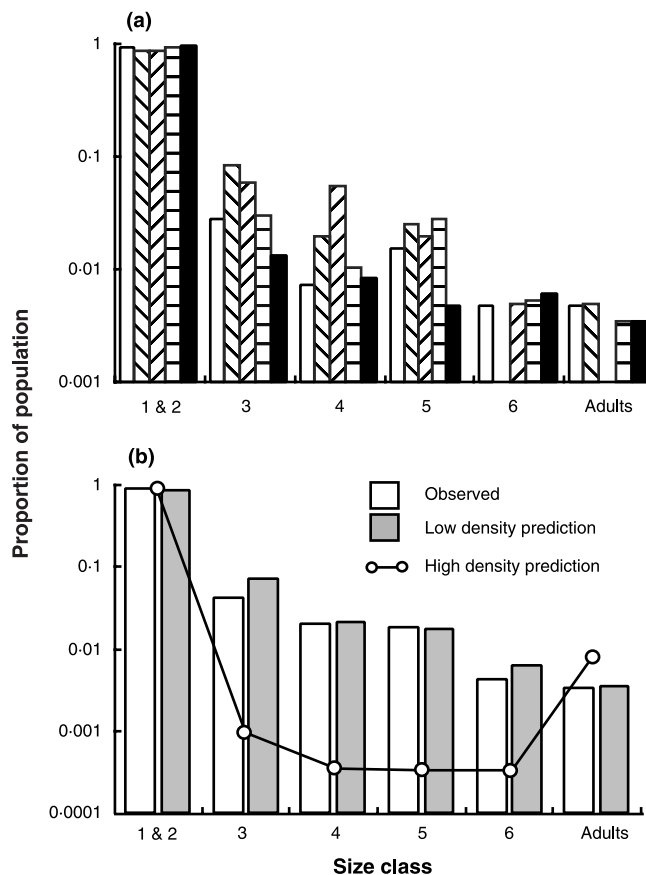 (a)
1
0·1
0·01
0·001
1 & 2 3 4 5 6 Adults
Proportion of population
(b)
1
0·1
0·01
0·001
0·0001
Observed
Low density prediction
High density prediction
1 & 2 3 4 5 6 Adults
Size class